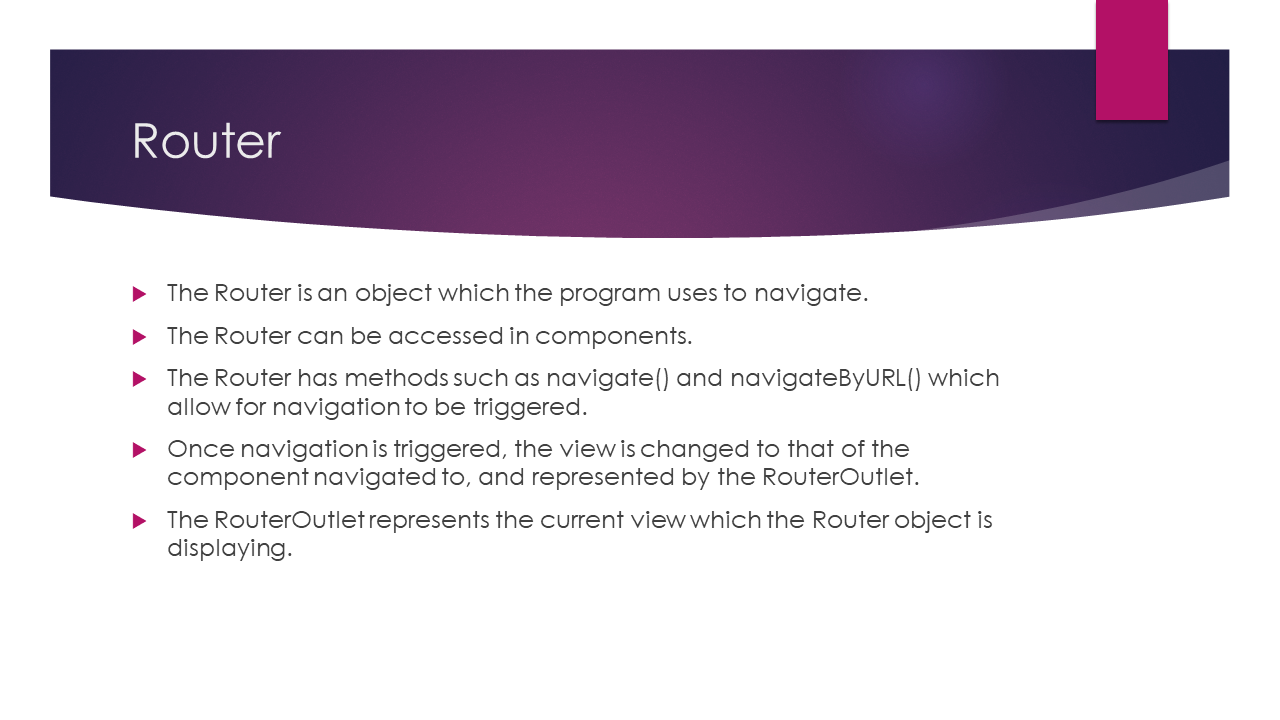 Router
The Router is an object which the program uses to navigate.
The Router can be accessed in components.
The Router has methods such as navigate() and navigateByURL() which
allow for navigation to be triggered.
Once navigation is triggered, the view is changed to that of the
component navigated to, and represented by the RouterOutlet.
The RouterOutlet represents the current view which the Router object is
displaying.